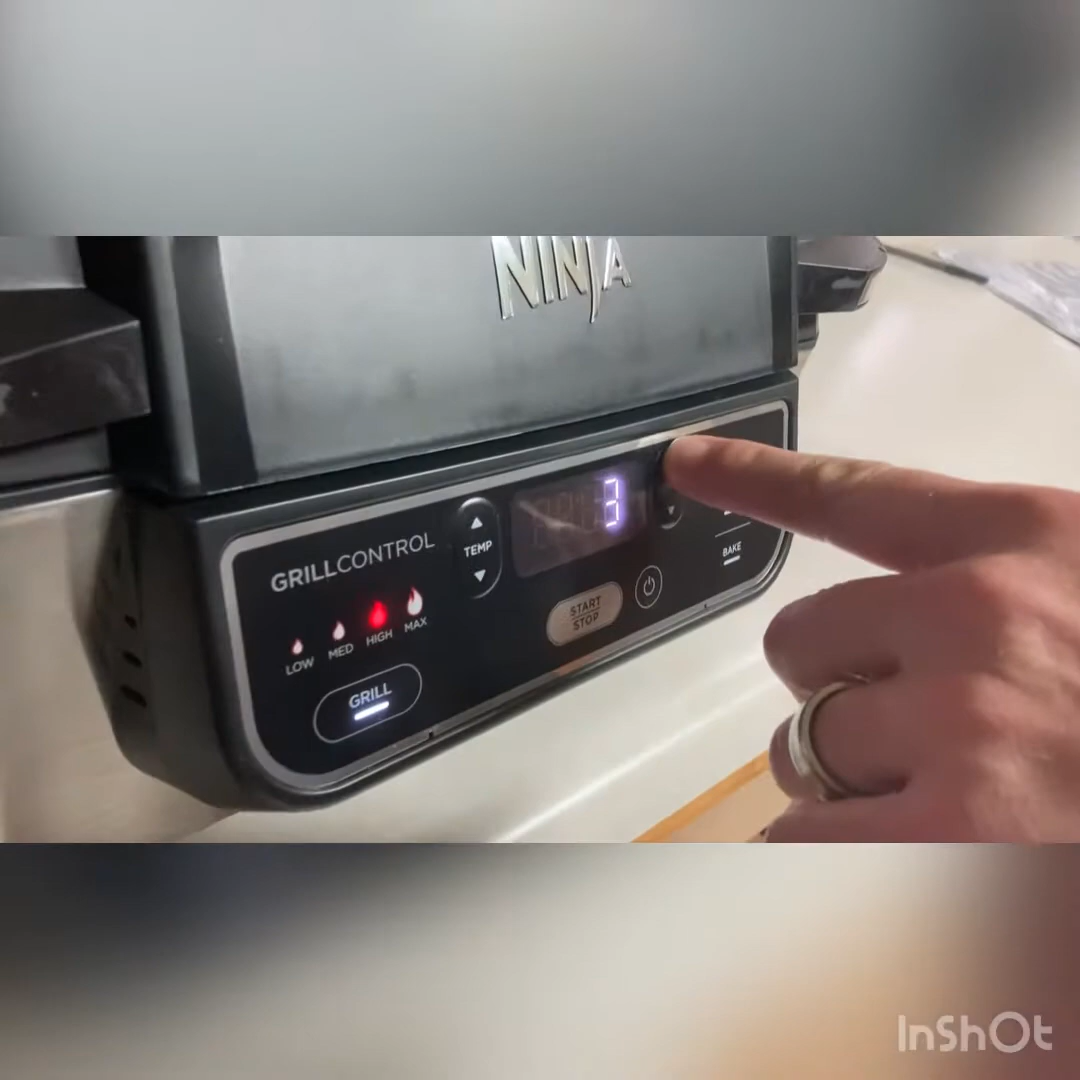 NINJA
GRILLCONTROL
TEMP
3
LOW MED HIGH MAX
START
STOP
BAKE
GRILL
InShOt